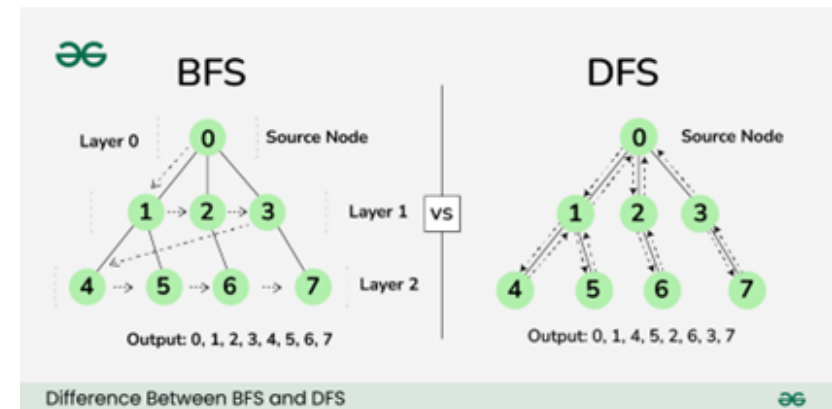 BFS
Layer 0
0
Source Node
1
2
3
Layer 1
4
5
6
7
Layer 2
Output: 0, 1, 2, 3, 4, 5, 6, 7
vs
DFS
0
Source Node
1
2
3
4
5
6
7
Output: 0, 1, 4, 5, 2, 6, 3, 7
Difference Between BFS and DFS